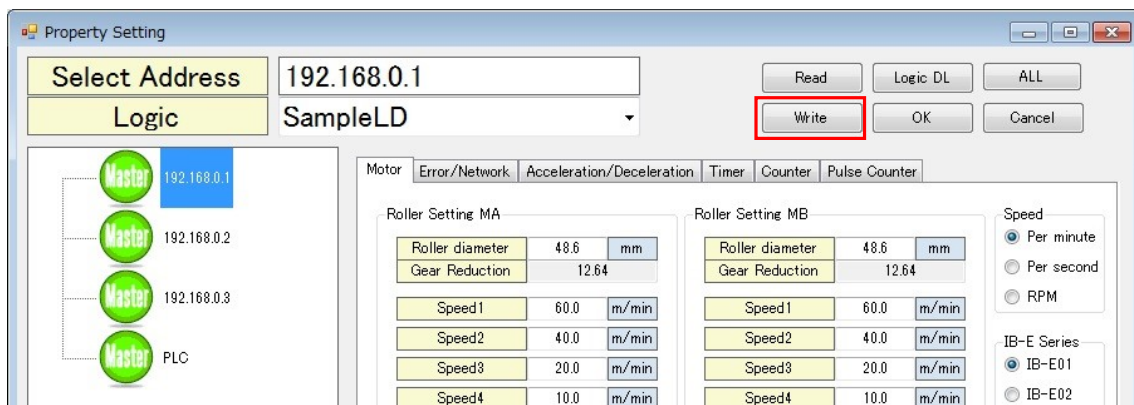 Property Setting
Select Address 192.168.0.1
Read Logic DL ALL
Logic SampleLD
Write OK Cancel
Master 192.168.0.1
Master 192.168.0.2
Master 192.168.0.3
Master PLC
Motor Error/Network Acceleration/Deceleration Timer Counter Pulse Counter
Roller Setting MA
Roller diameter 48.6 mm
Gear Reduction 12.64
Speed1 60.0 m/min
Speed2 40.0 m/min
Speed3 20.0 m/min
Speed4 10.0 m/min
Roller Setting MB
Roller diameter 48.6 mm
Gear Reduction 12.64
Speed1 60.0 m/min
Speed2 40.0 m/min
Speed3 20.0 m/min
Speed4 10.0 m/min
Speed
Per minute
Per second
RPM
IB-E Series
IB-E01
IB-E02